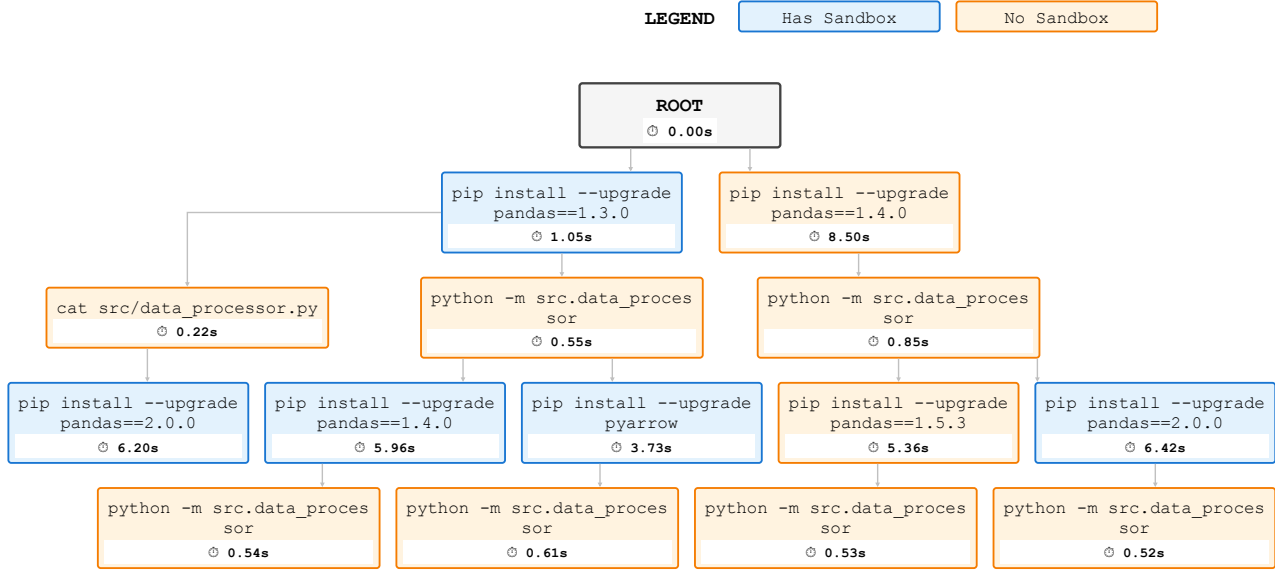 LEGEND
Has Sandbox
No Sandbox
ROOT
⏱ 0.00s
pip install --upgrade
pandas==1.3.0
⏱ 1.05s
pip install --upgrade
pandas==1.4.0
⏱ 8.50s
cat src/data_processor.py
⏱ 0.22s
python -m src.data_proces
sor
⏱ 0.55s
python -m src.data_proces
sor
⏱ 0.85s
pip install --upgrade
pandas==2.0.0
⏱ 6.20s
pip install --upgrade
pandas==1.4.0
⏱ 5.96s
pip install --upgrade
pyarrow
⏱ 3.73s
pip install --upgrade
pandas==1.5.3
⏱ 5.36s
pip install --upgrade
pandas==2.0.0
⏱ 6.42s
python -m src.data_proces
sor
⏱ 0.54s
python -m src.data_proces
sor
⏱ 0.61s
python -m src.data_proces
sor
⏱ 0.53s
python -m src.data_proces
sor
⏱ 0.52s